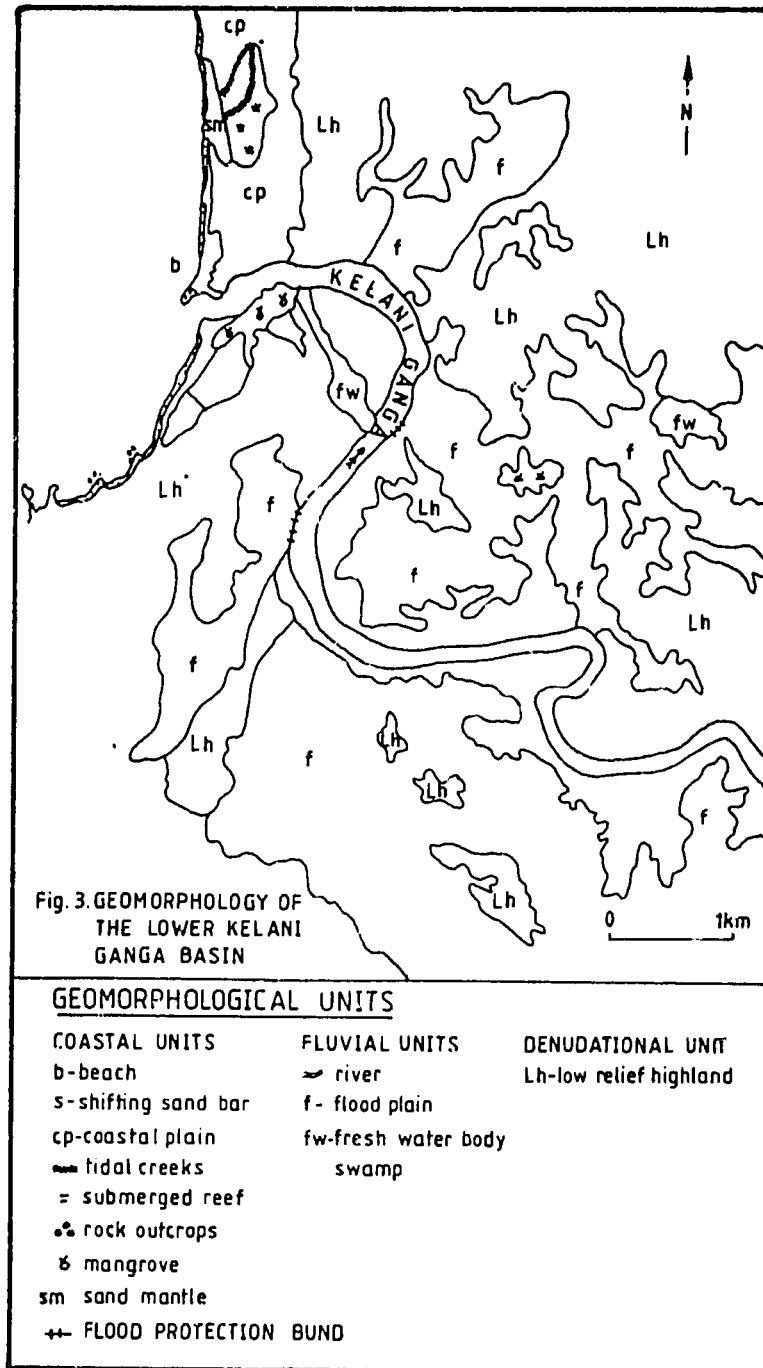 cp
sm
Lh
N
f
cp
f
Lh
b
KELANI GANG
Lh
fw
fw
f
f
Lh
f
Lh
f
f
f
Lh
Lh
f
Lh
Lh
f
Lh
Fig. 3. GEOMORPHOLOGY OF
THE LOWER KELANI
GANGA BASIN
0 1km
GEOMORPHOLOGICAL UNITS
COASTAL UNITS
b-beach
s-shifting sand bar
cp-coastal plain
tidal creeks
submerged reef
rock outcrops
mangrove
sm sand mantle
FLOOD PROTECTION BUND
FLUVIAL UNITS
river
f- flood plain
fw-fresh water body
swamp
DENUDATIONAL UNIT
Lh-low relief highland